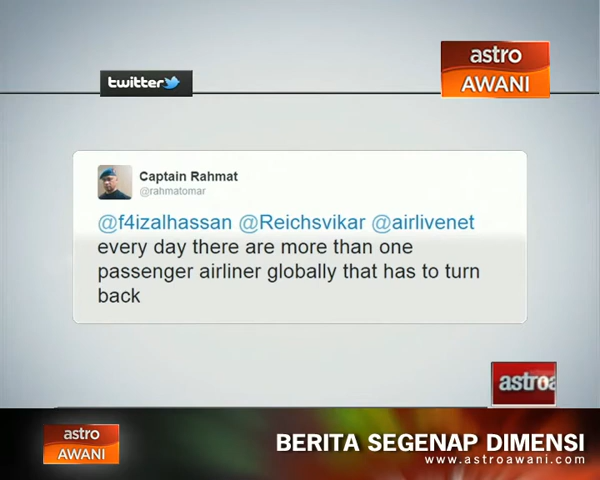 twitter
astro
AWANI
Captain Rahmat
@rahmatomar
@f4izalhassan @Reichsvikar @airlivenet
every day there are more than one
passenger airliner globally that has to turn
back
astroa
astro
AWANI
BERITA SEGENAP DIMENSI
www.astroawani.com